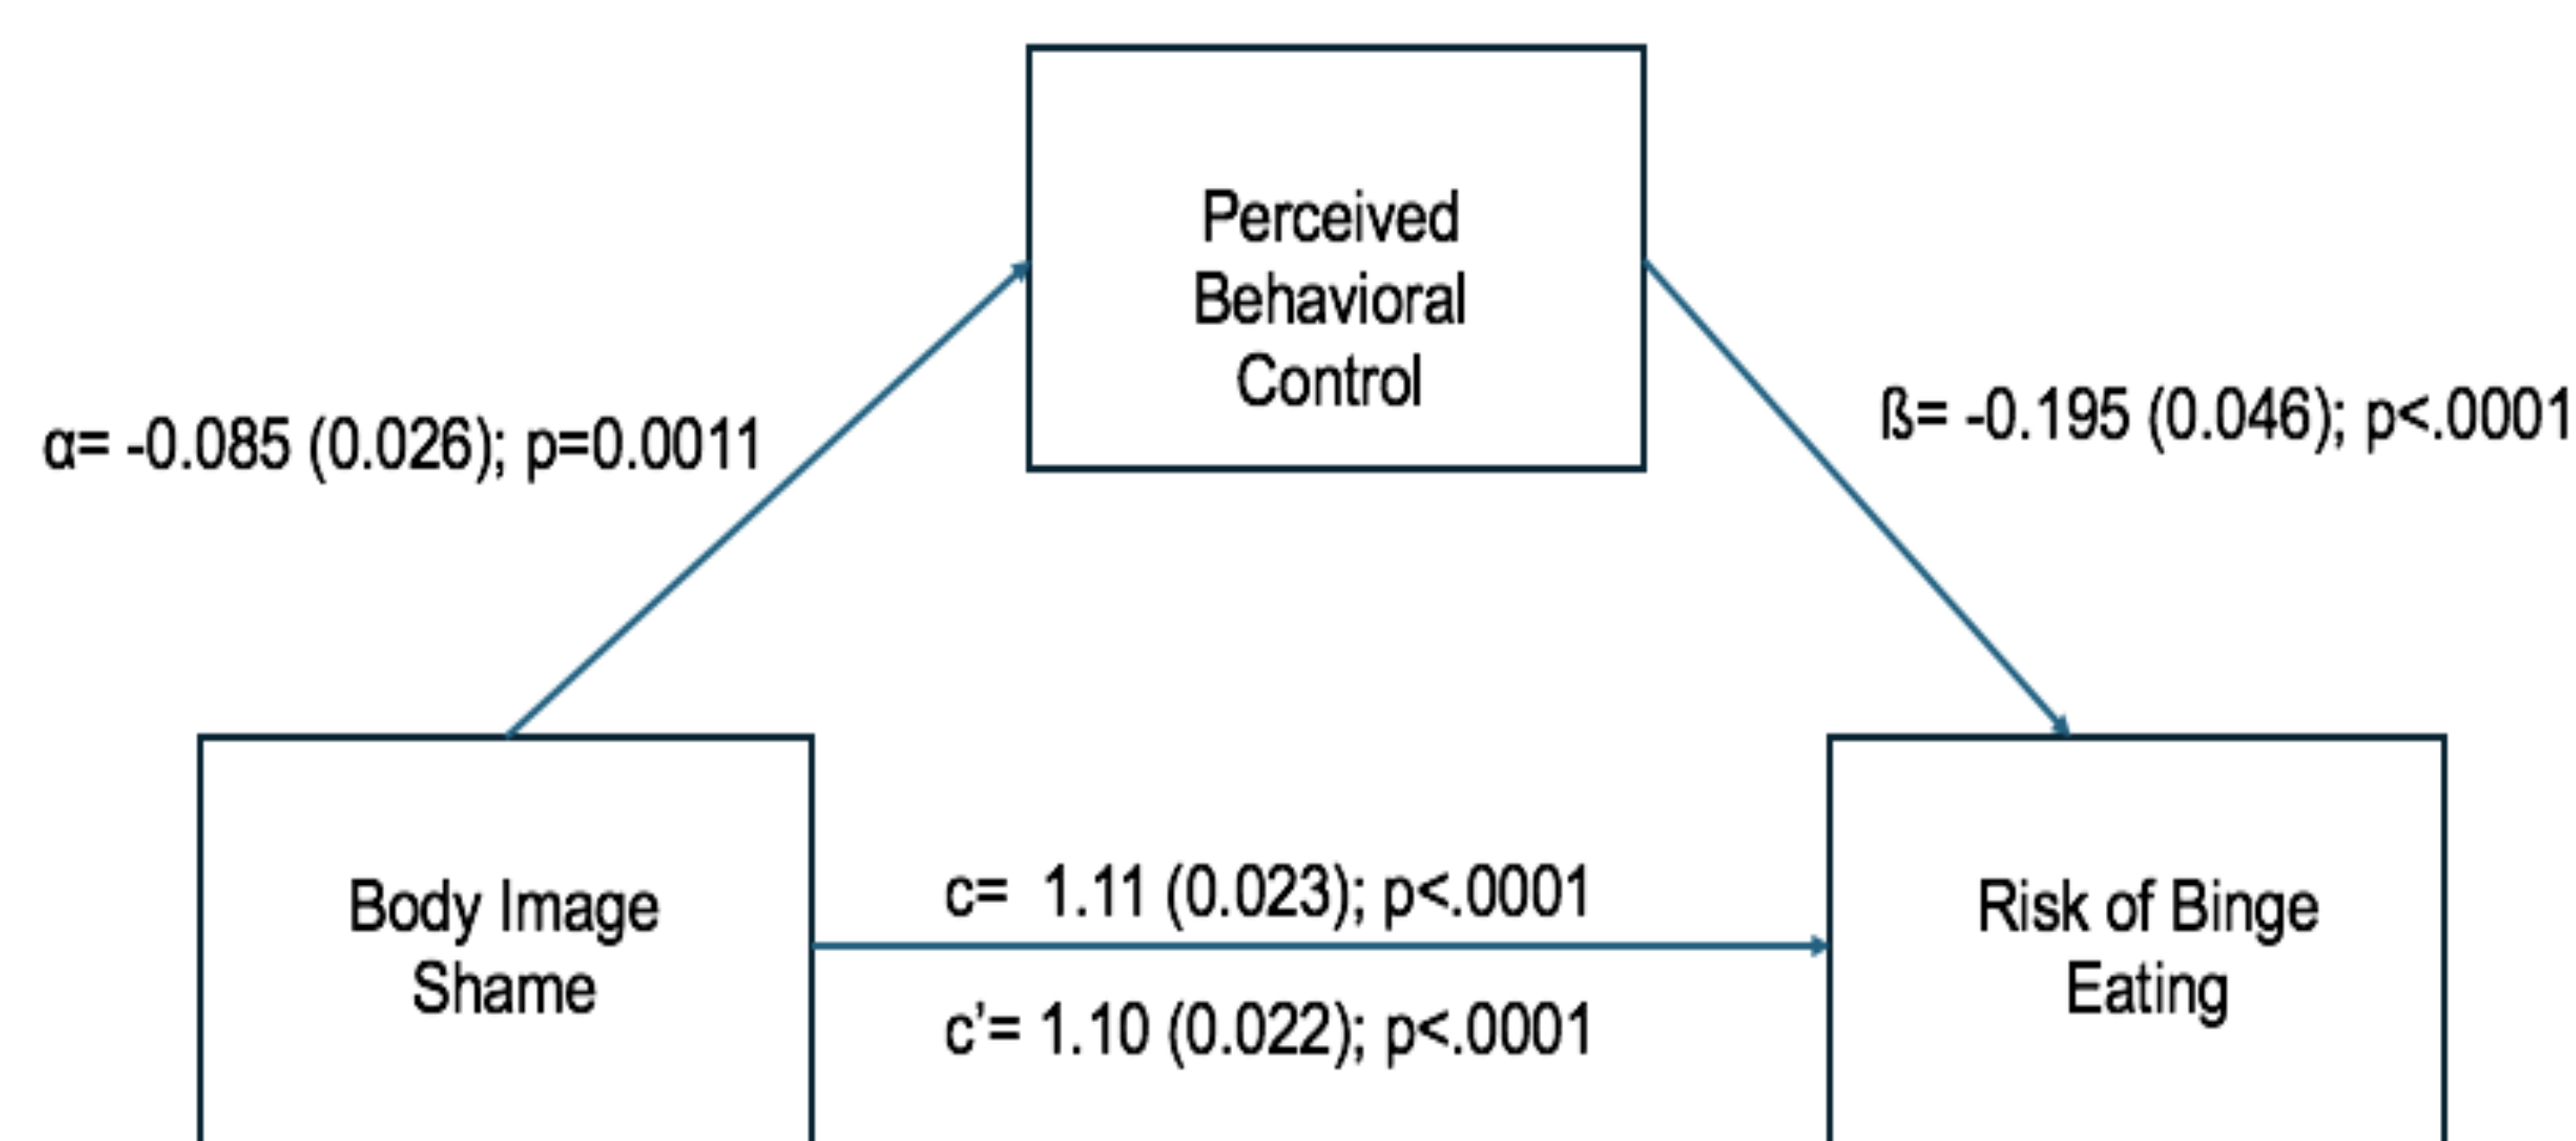 Perceived
Behavioral
Control
α= -0.085 (0.026); p=0.0011
ß= -0.195 (0.046); p<.0001
Body Image
Shame
c=  1.11 (0.023); p<.0001
c’= 1.10 (0.022); p<.0001
Risk of Binge
Eating